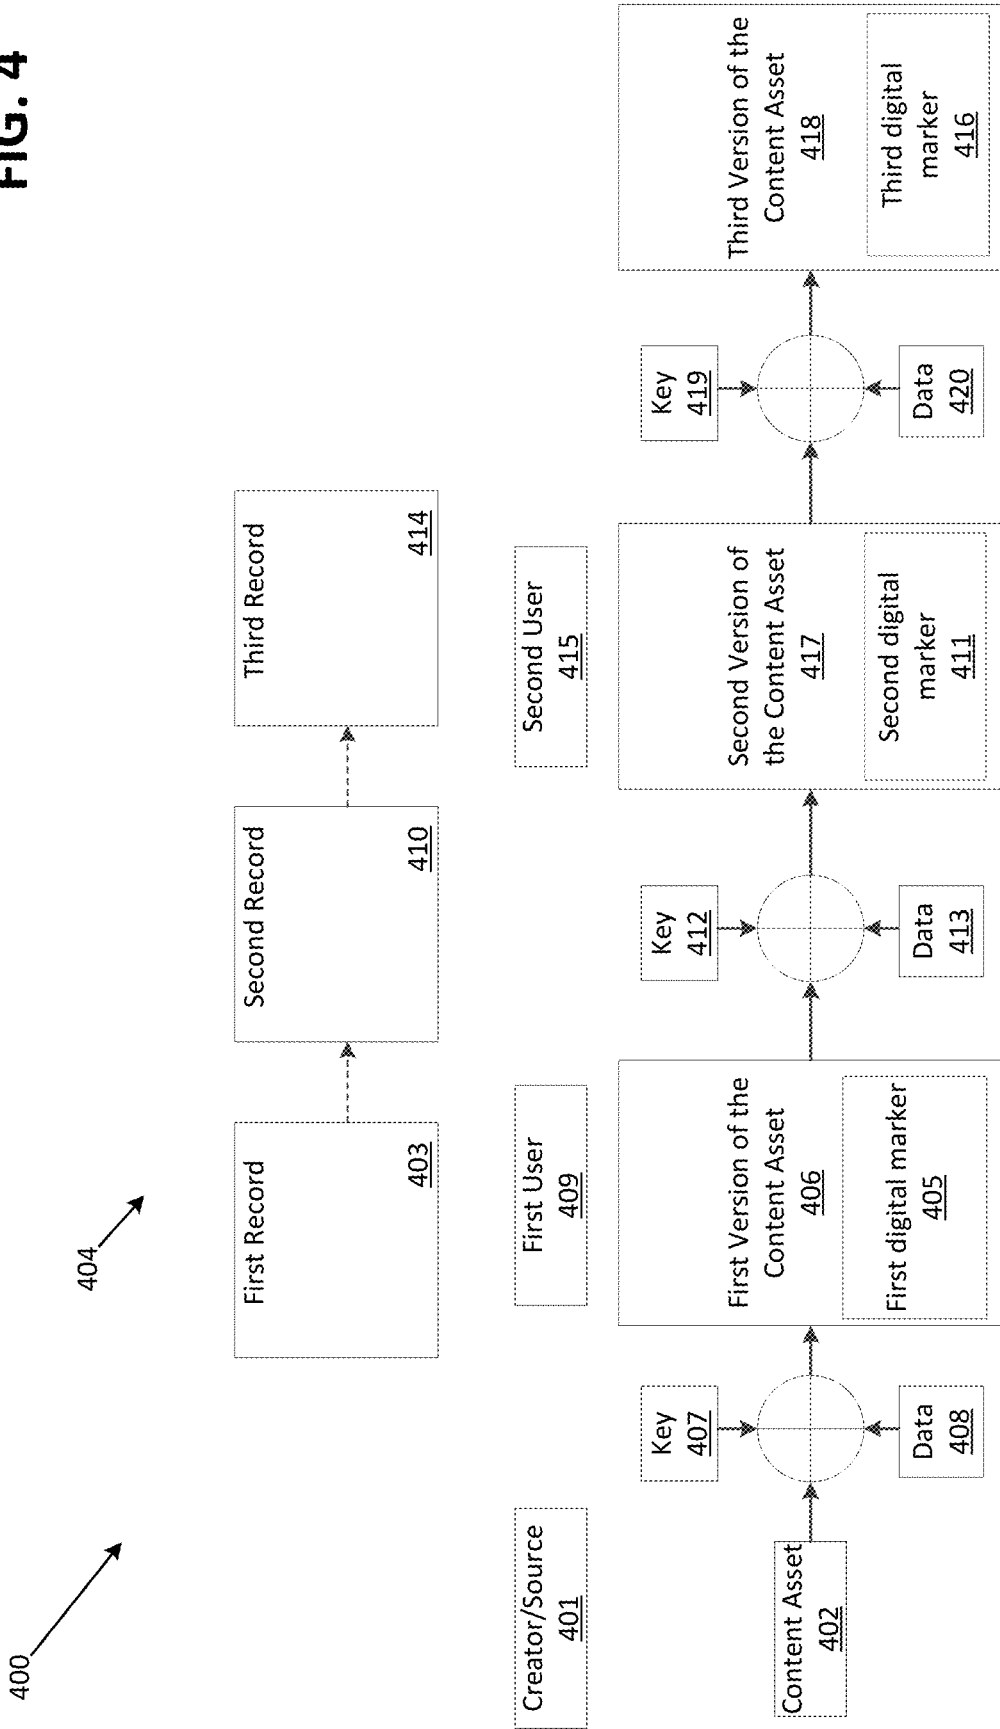 FIG. 4
400
404
First Record
403
Second Record
410
Third Record
414
Creator/Source
401
First User
409
Second User
415
Content Asset
402
Key
407
Data
408
First Version of the
Content Asset
406
First digital marker
405
Key
412
Data
413
Second Version of
the Content Asset
417
Second digital
marker
411
Key
419
Data
420
Third Version of the
Content Asset
418
Third digital
marker
416